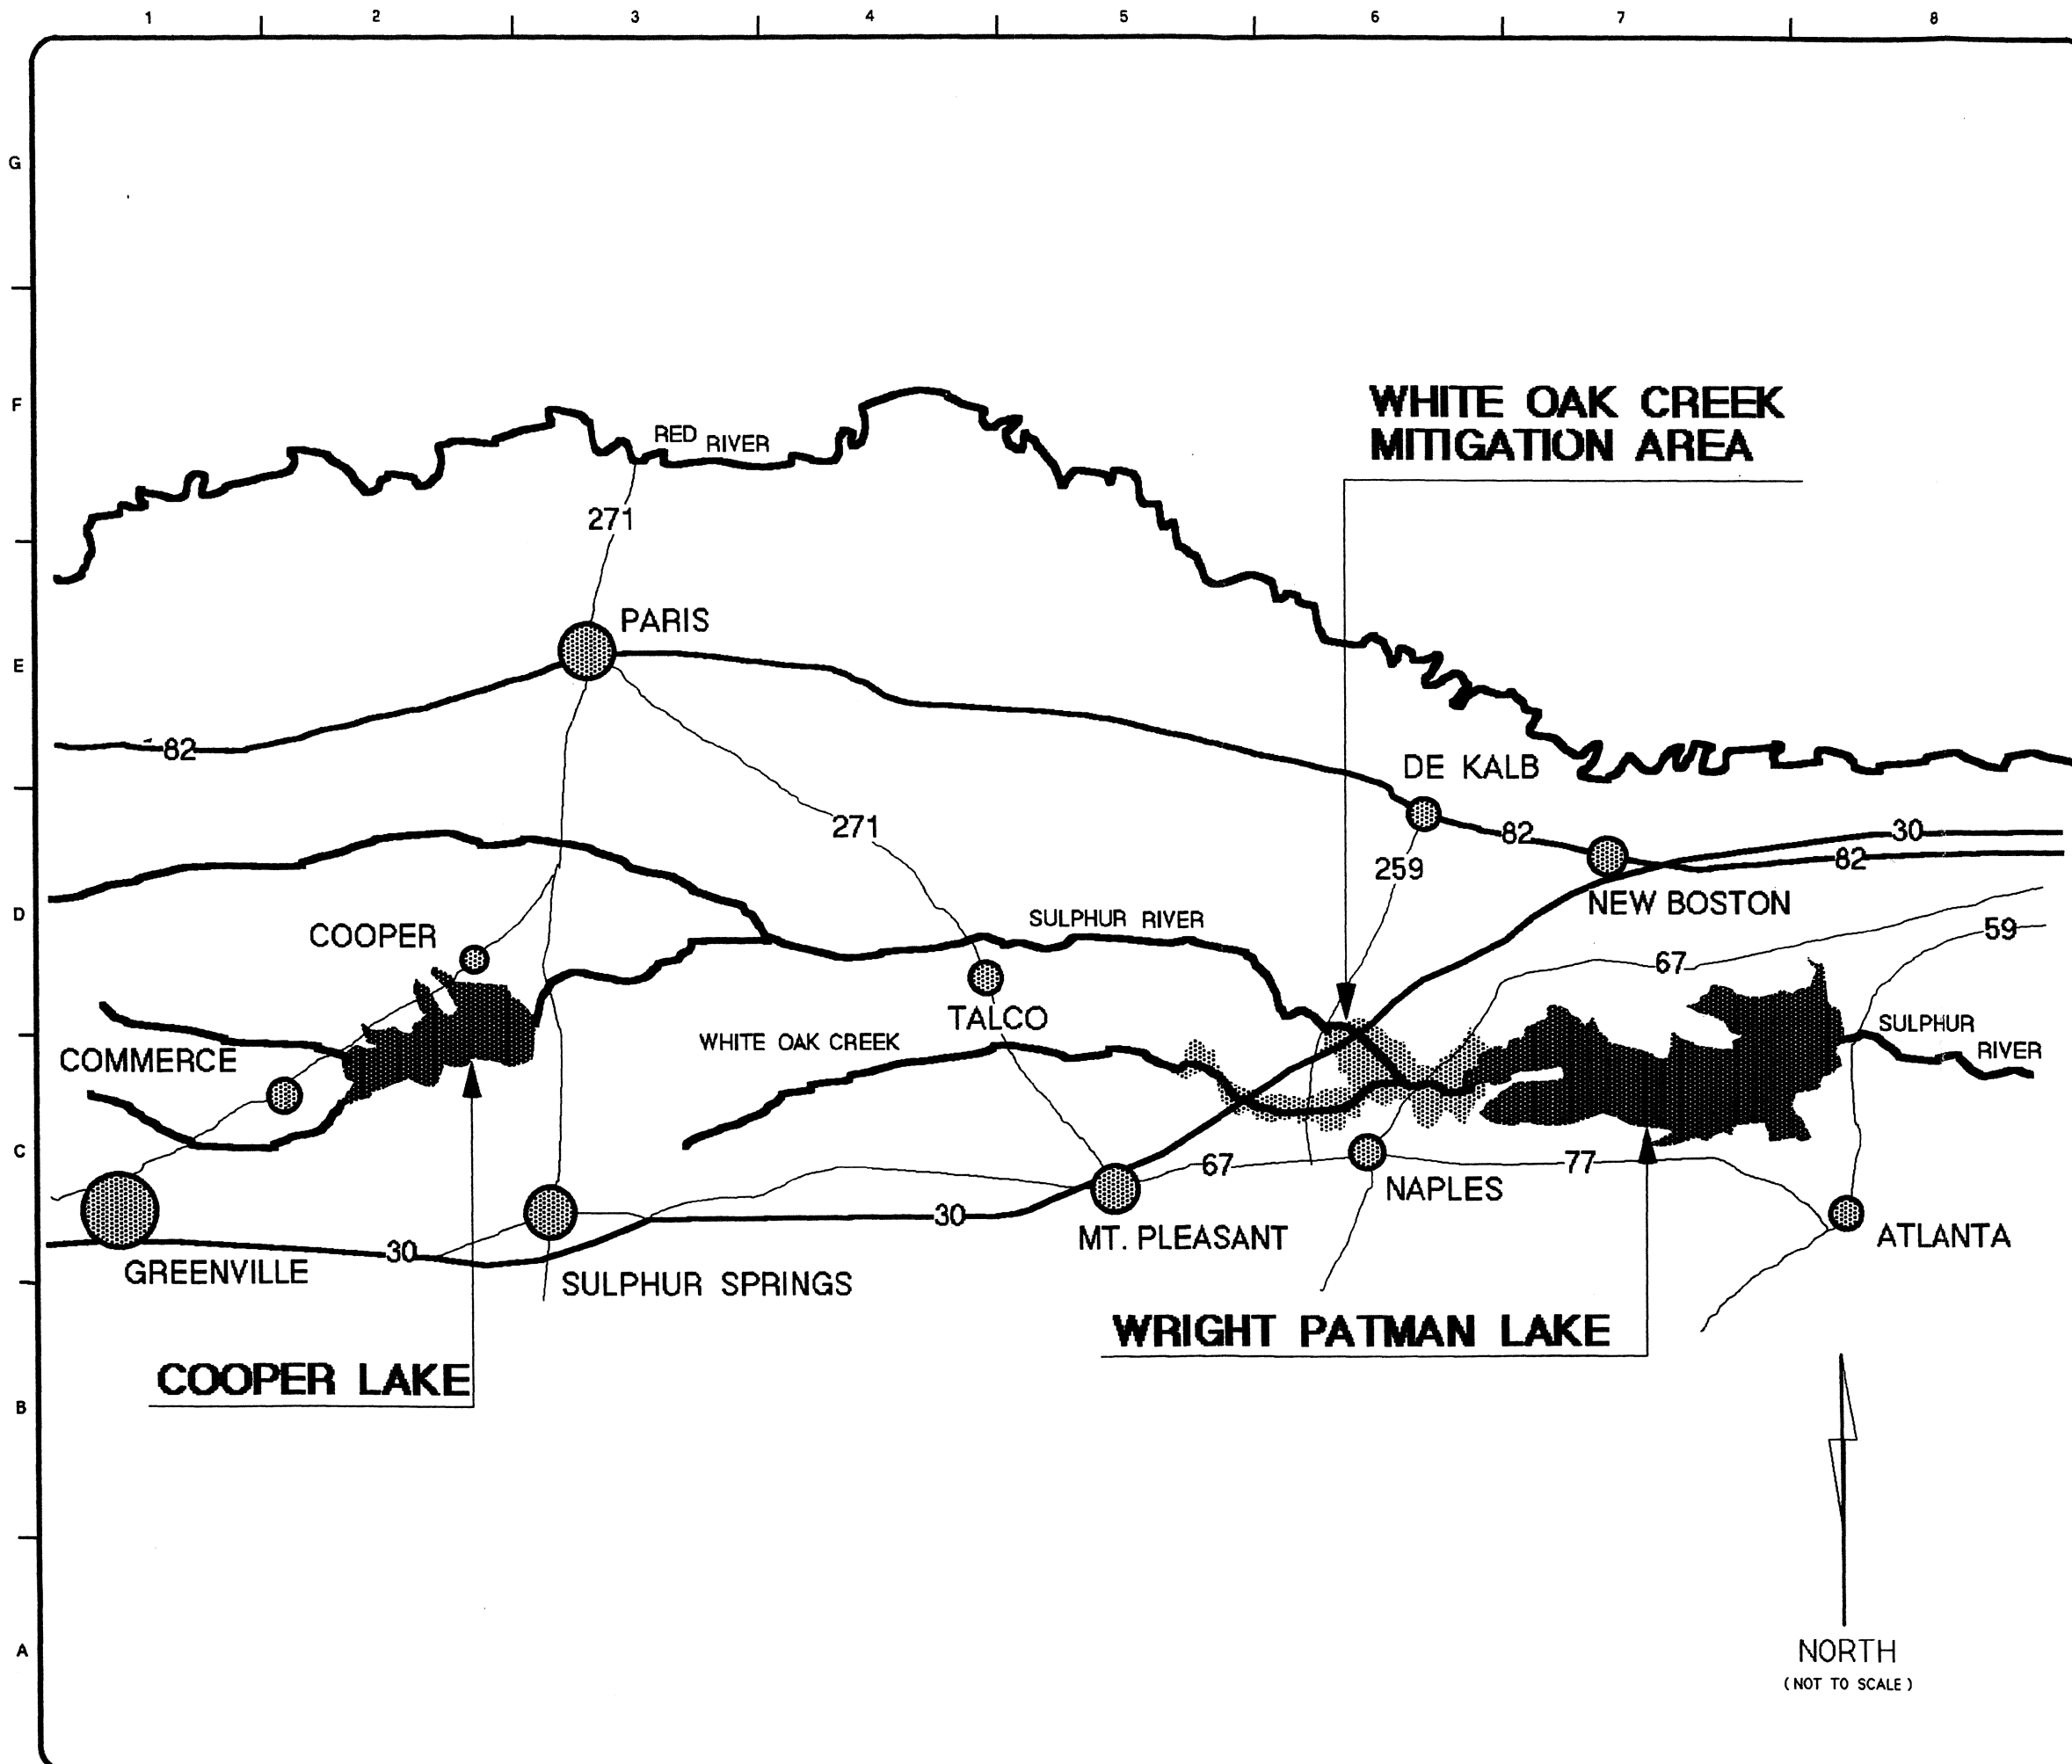 1 2 3 4 5 6 7 8
G
F
WHITE OAK CREEK
MITIGATION AREA
RED RIVER
271
PARIS
E
82
DE KALB
271
82
30
82
259
NEW BOSTON
D
SULPHUR RIVER
COOPER
59
67
TALCO
SULPHUR
RIVER
WHITE OAK CREEK
COMMERCE
C
67
77
NAPLES
30
MT. PLEASANT
ATLANTA
30
GREENVILLE
SULPHUR SPRINGS
WRIGHT PATMAN LAKE
COOPER LAKE
B
A
NORTH
(NOT TO SCALE)